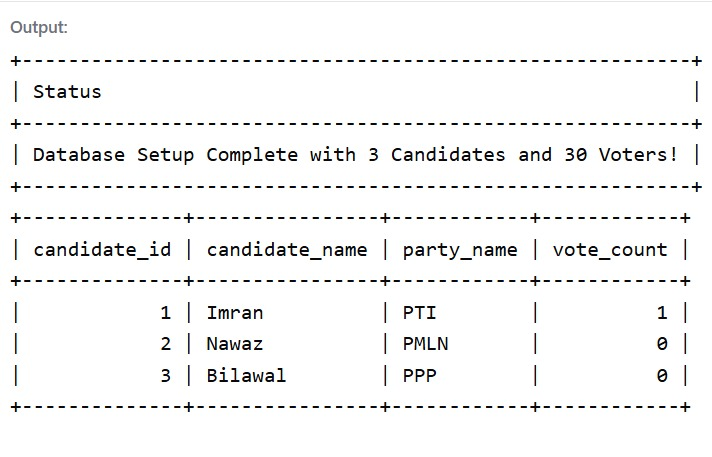 Output:
+-----------------------------------------------------------+
| Status                                                    |
+-----------------------------------------------------------+
| Database Setup Complete with 3 Candidates and 30 Voters! |
+-----------------------------------------------------------+
+--------------+----------------+------------+------------+
| candidate_id | candidate_name | party_name | vote_count |
+--------------+----------------+------------+------------+
|            1 | Imran          | PTI        |          1 |
|            2 | Nawaz          | PMLN       |          0 |
|            3 | Bilawal        | PPP        |          0 |
+--------------+----------------+------------+------------+